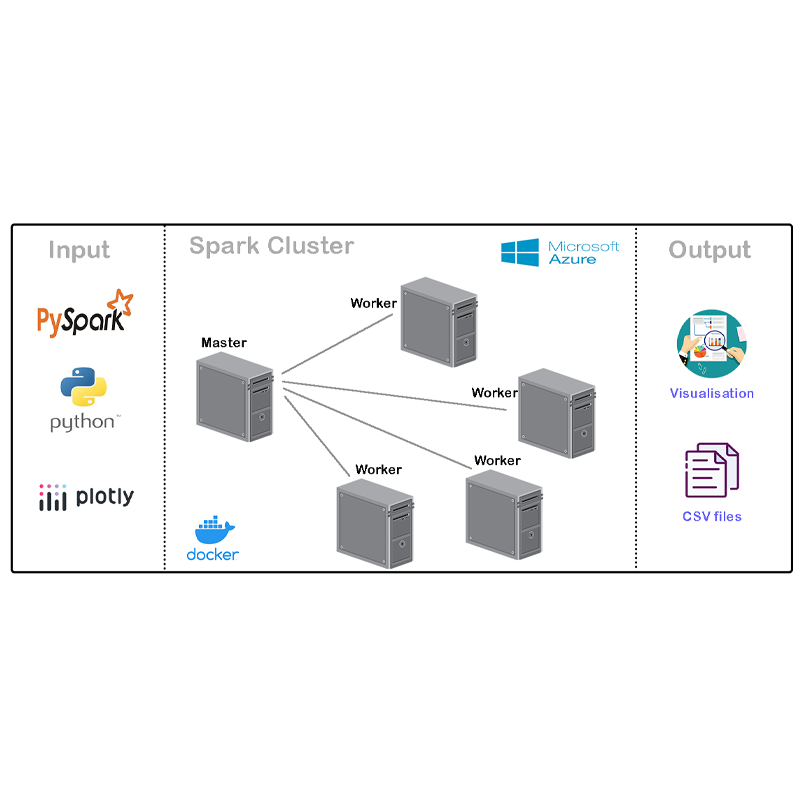 Input
PySpark
python™
plotly
Spark Cluster
Microsoft
Azure
Master
Worker
Worker
Worker
Worker
docker
Output
Visualisation
CSV files